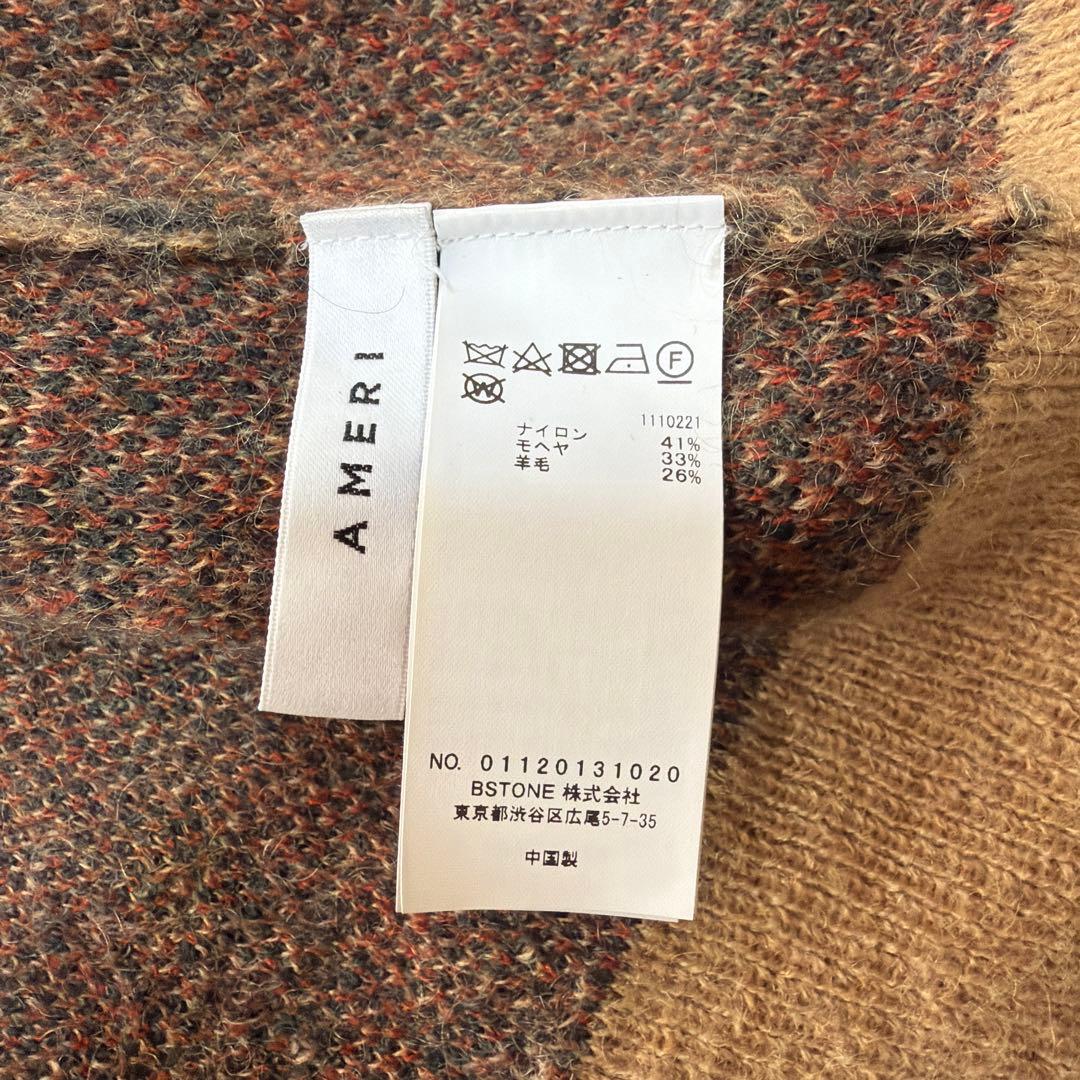 AMERI
F
W
1110221
ナイロン 41%
モヘヤ 33%
羊毛 26%
NO. 01120131020
BSTONE 株式会社
東京都渋谷区広尾5-7-35
中国製